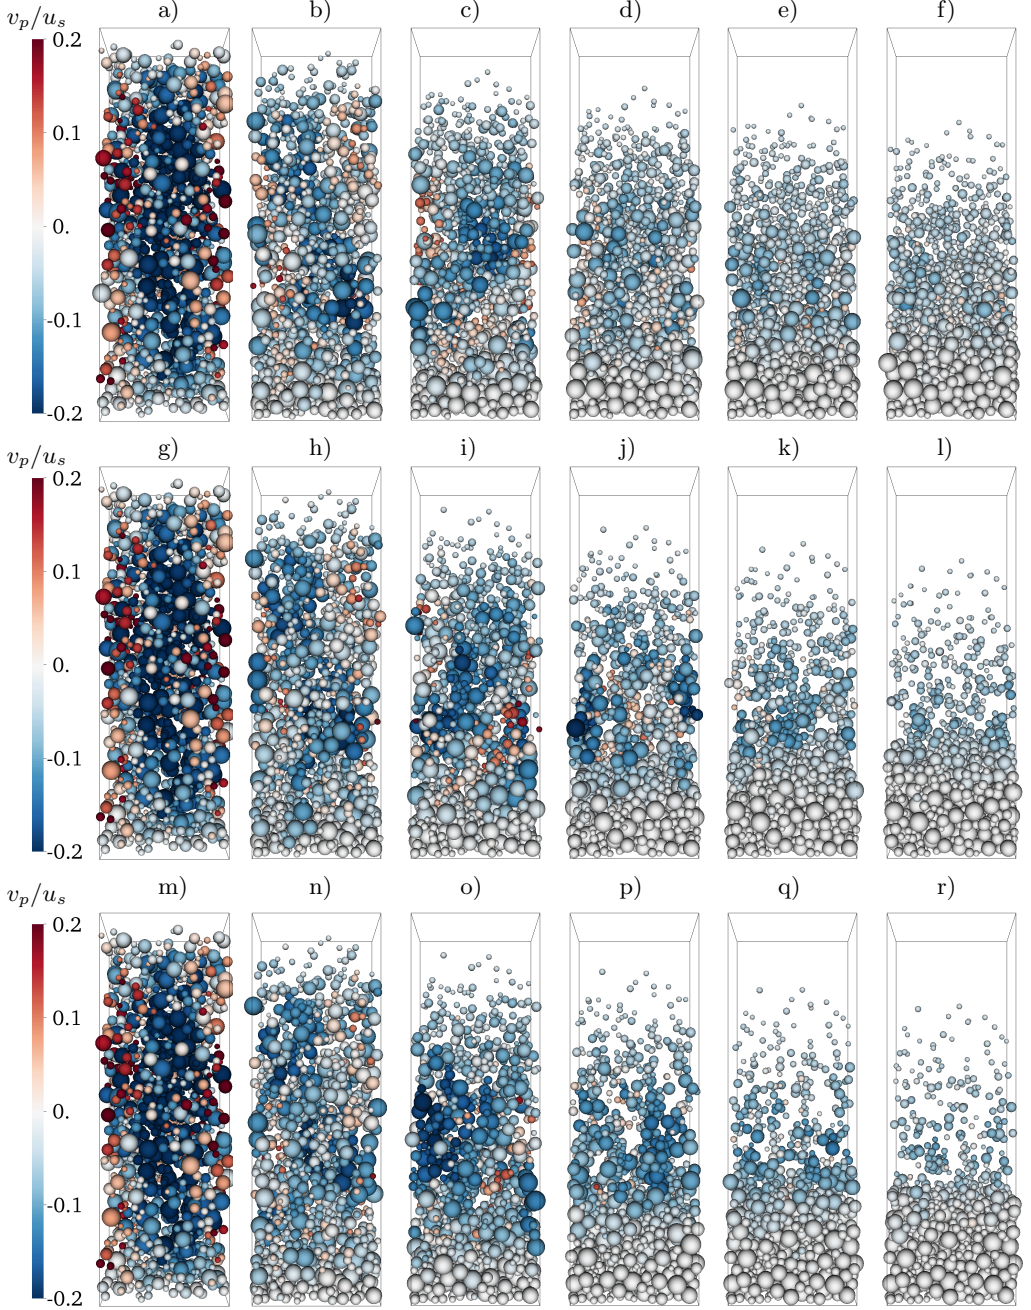 a) b) c) d) e) f)
v_p/u_s
0.2
0.1
0.
-0.1
-0.2
g) h) i) j) k) l)
v_p/u_s
0.2
0.1
0.
-0.1
-0.2
m) n) o) p) q) r)
v_p/u_s
0.2
0.1
0.
-0.1
-0.2